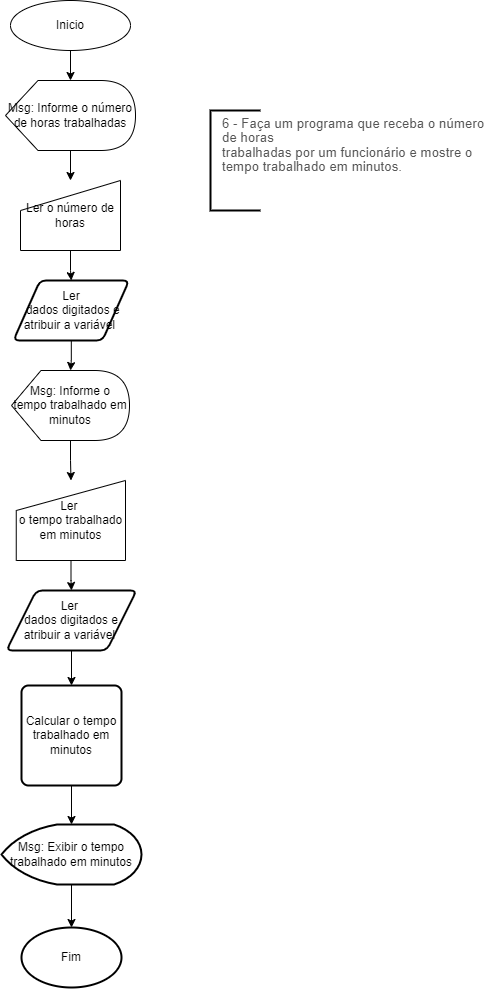 Inicio
Msg: Informe o número
de horas trabalhadas
6 - Faça um programa que receba o número
de horas
trabalhadas por um funcionário e mostre o
tempo trabalhado em minutos.
Ler o número de
horas
Ler
dados digitados e
atribuir a variável
Msg: Informe o
tempo trabalhado em
minutos
Ler
o tempo trabalhado
em minutos
Ler
dados digitados e
atribuir a variável
Calcular o tempo
trabalhado em
minutos
Msg: Exibir o tempo
trabalhado em minutos
Fim